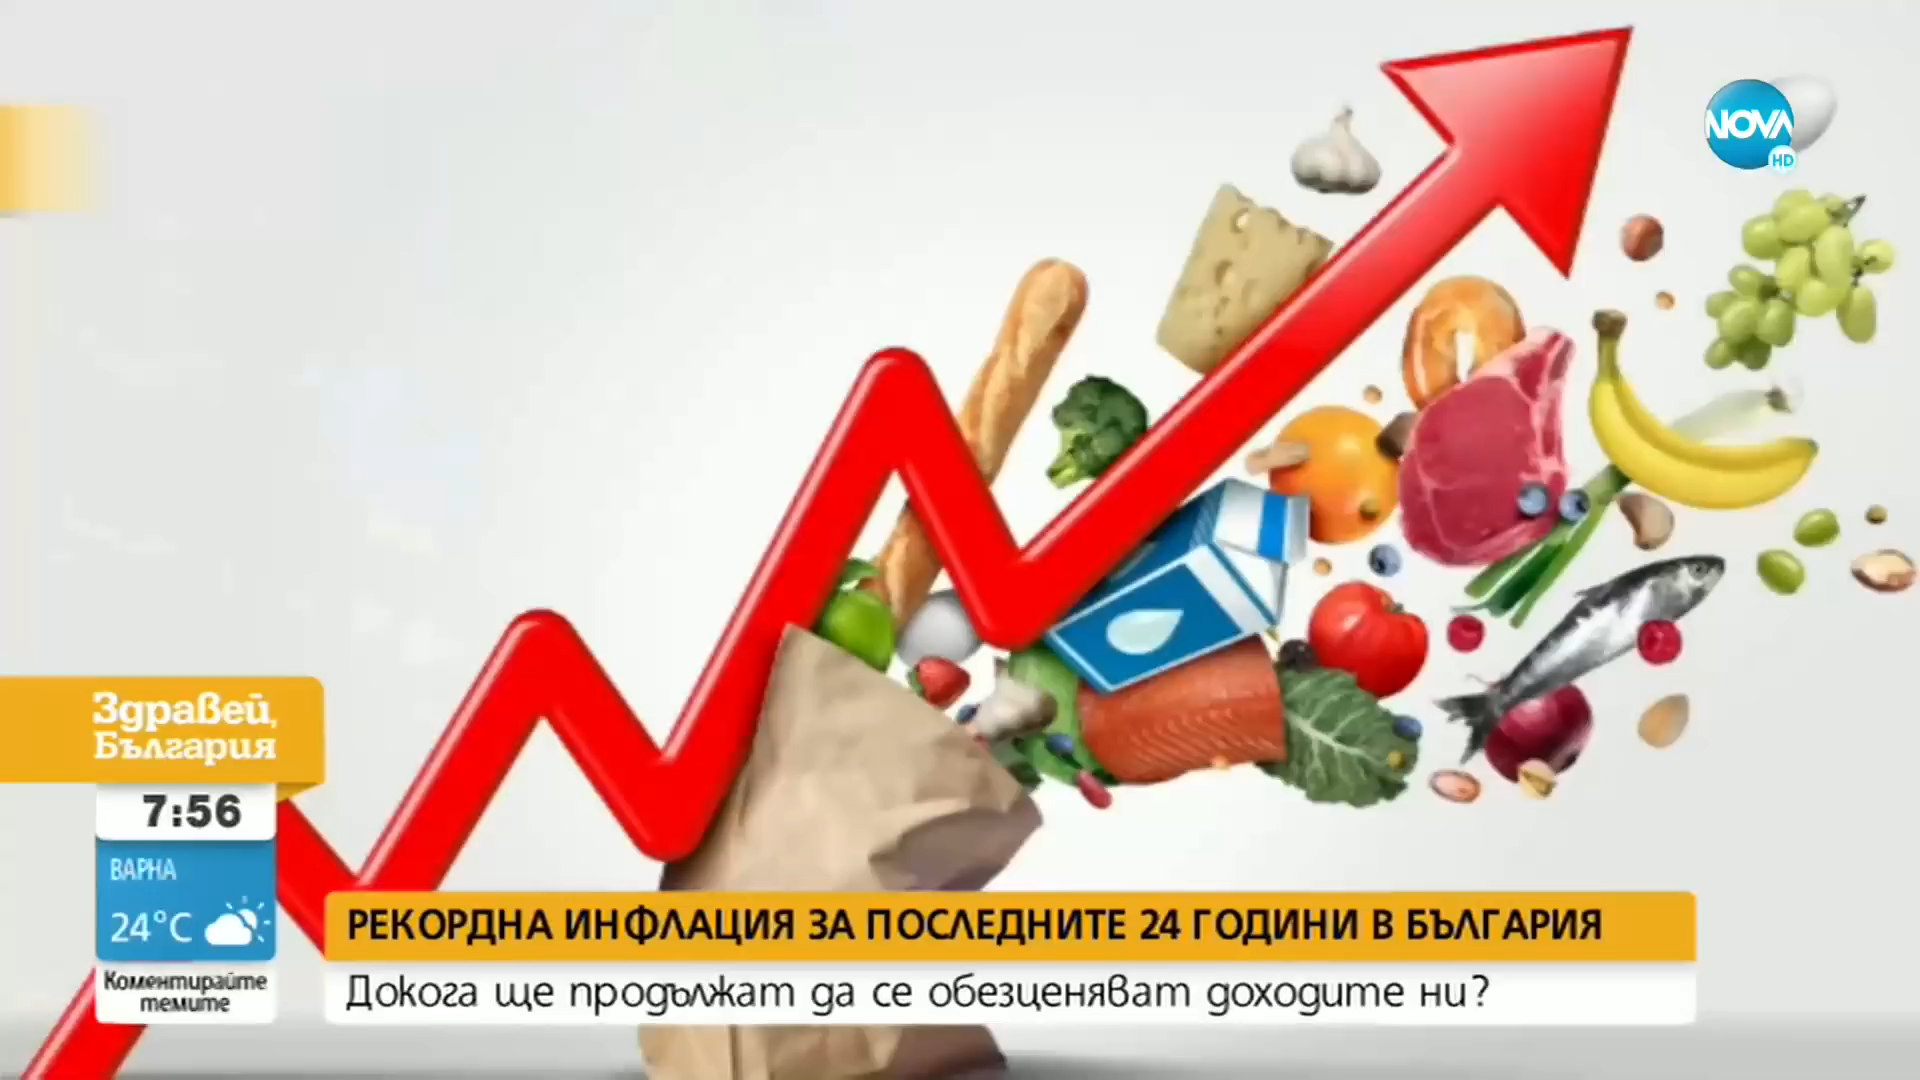 NOVA
HD
Здравей,
България
7:56
ВАРНА
24°C
Коментирайте
темите
РЕКОРДНА ИНФЛАЦИЯ ЗА ПОСЛЕДНИТЕ 24 ГОДИНИ В БЪЛГАРИЯ
Докога ще продължат да се обезценяват доходите ни?